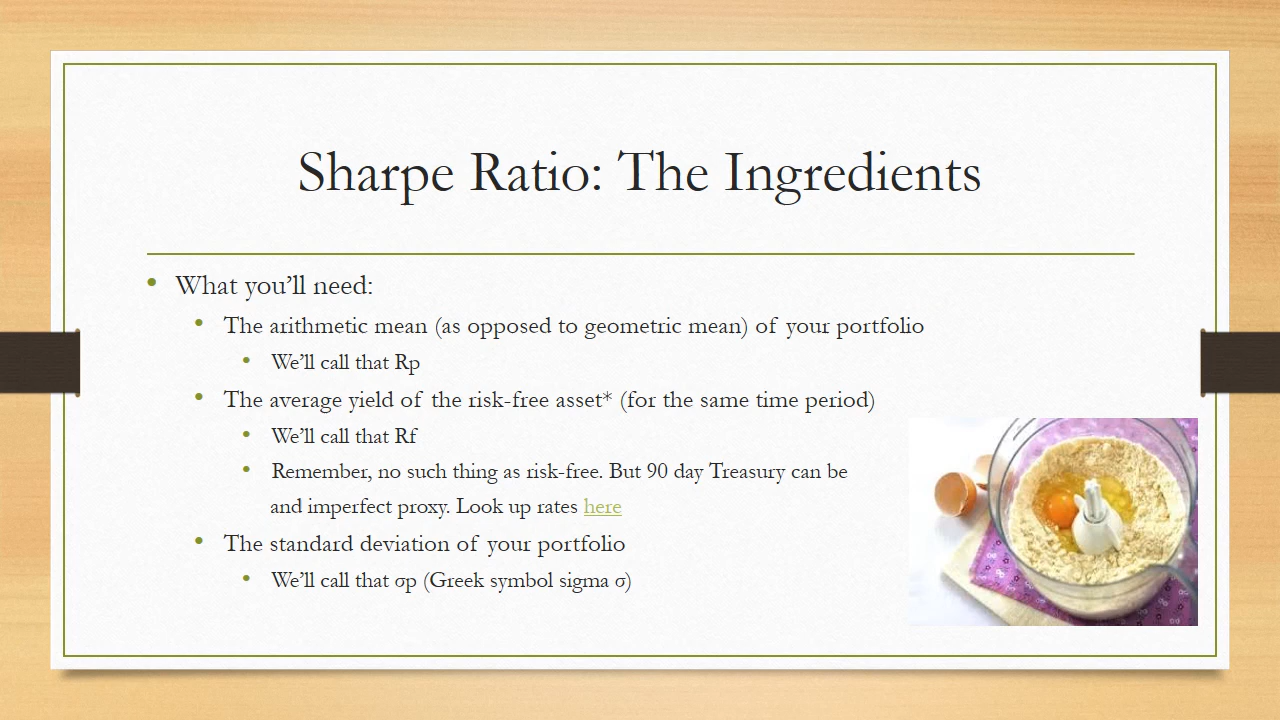 Sharpe Ratio: The Ingredients
What you’ll need:
The arithmetic mean (as opposed to geometric mean) of your portfolio
We’ll call that Rp
The average yield of the risk-free asset* (for the same time period)
We’ll call that Rf
Remember, no such thing as risk-free. But 90 day Treasury can be
and imperfect proxy. Look up rates here
The standard deviation of your portfolio
We’ll call that σp (Greek symbol sigma σ)